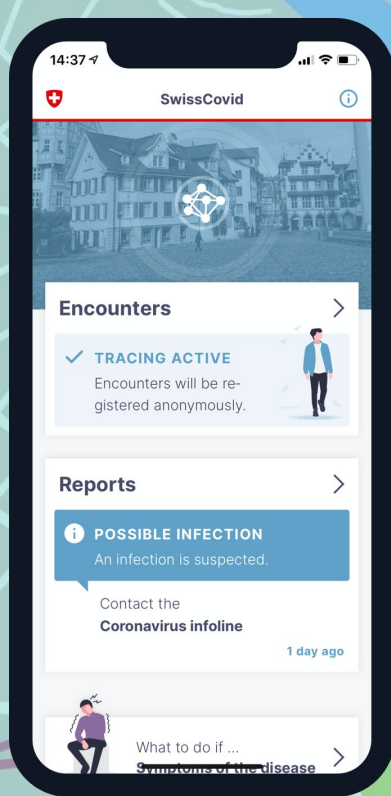 14:37
SwissCovid
Encounters
TRACING ACTIVE
Encounters will be re-
gistered anonymously.
Reports
POSSIBLE INFECTION
An infection is suspected.
Contact the
Coronavirus infoline
1 day ago
What to do if ...
Symptoms of the disease